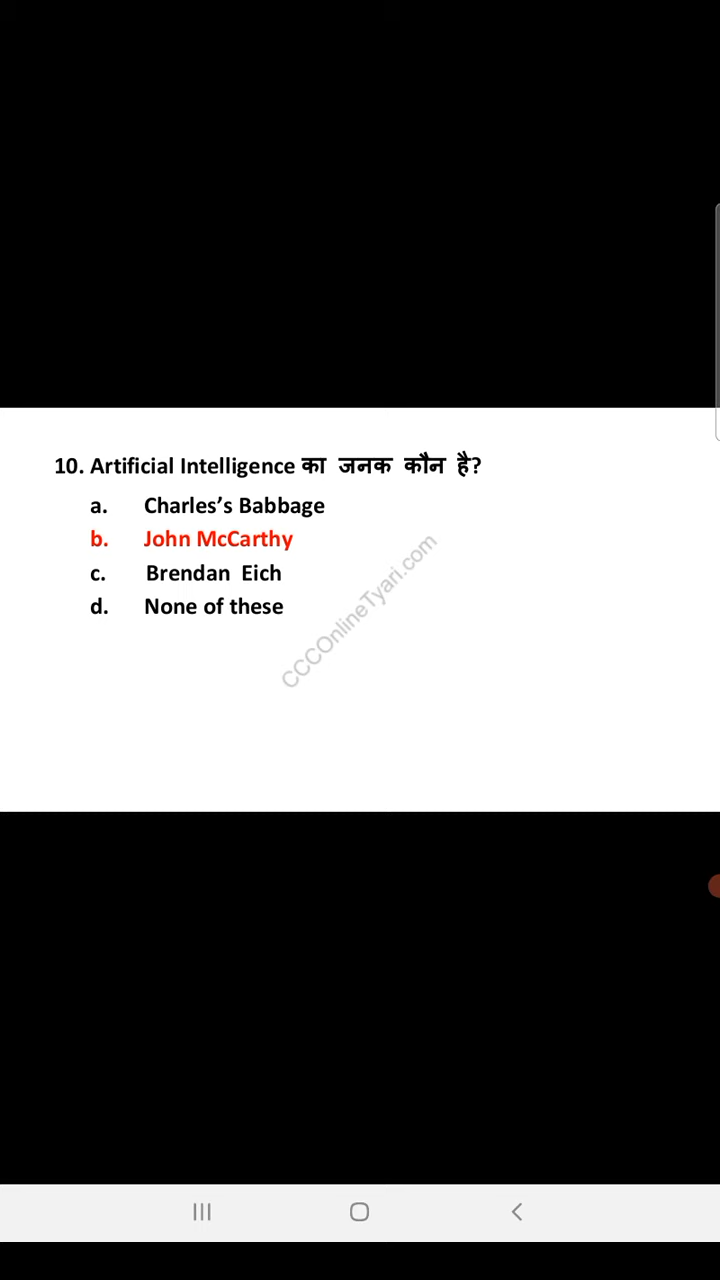 10. Artificial Intelligence का जनक कौन है?
a. Charles’s Babbage
b. John McCarthy
c. Brendan Eich
d. None of these
CCCOnlineTyari.com